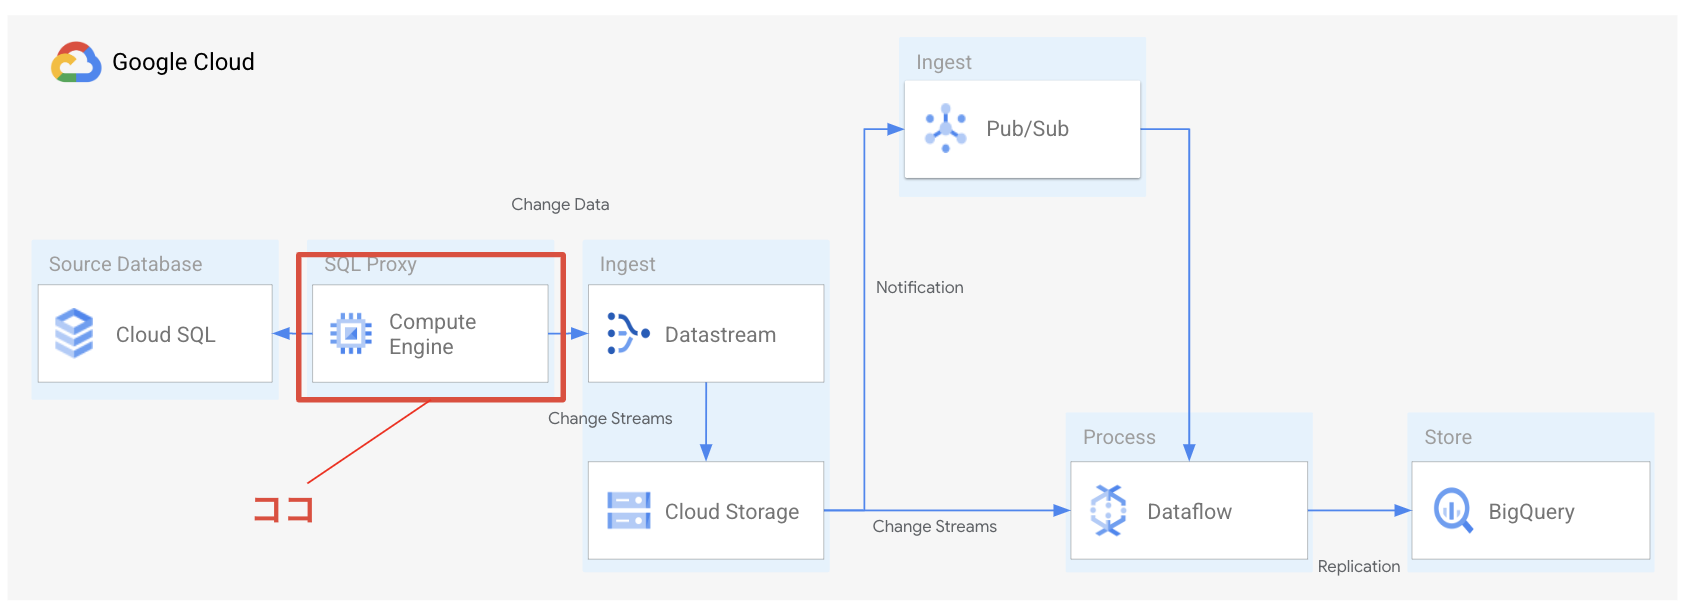 Google Cloud
Ingest
Pub/Sub
Change Data
Source Database
SQL Proxy
Ingest
Notification
Cloud SQL
Compute
Engine
Datastream
Change Streams
Process
Store
ココ
Cloud Storage
Change Streams
Dataflow
BigQuery
Replication